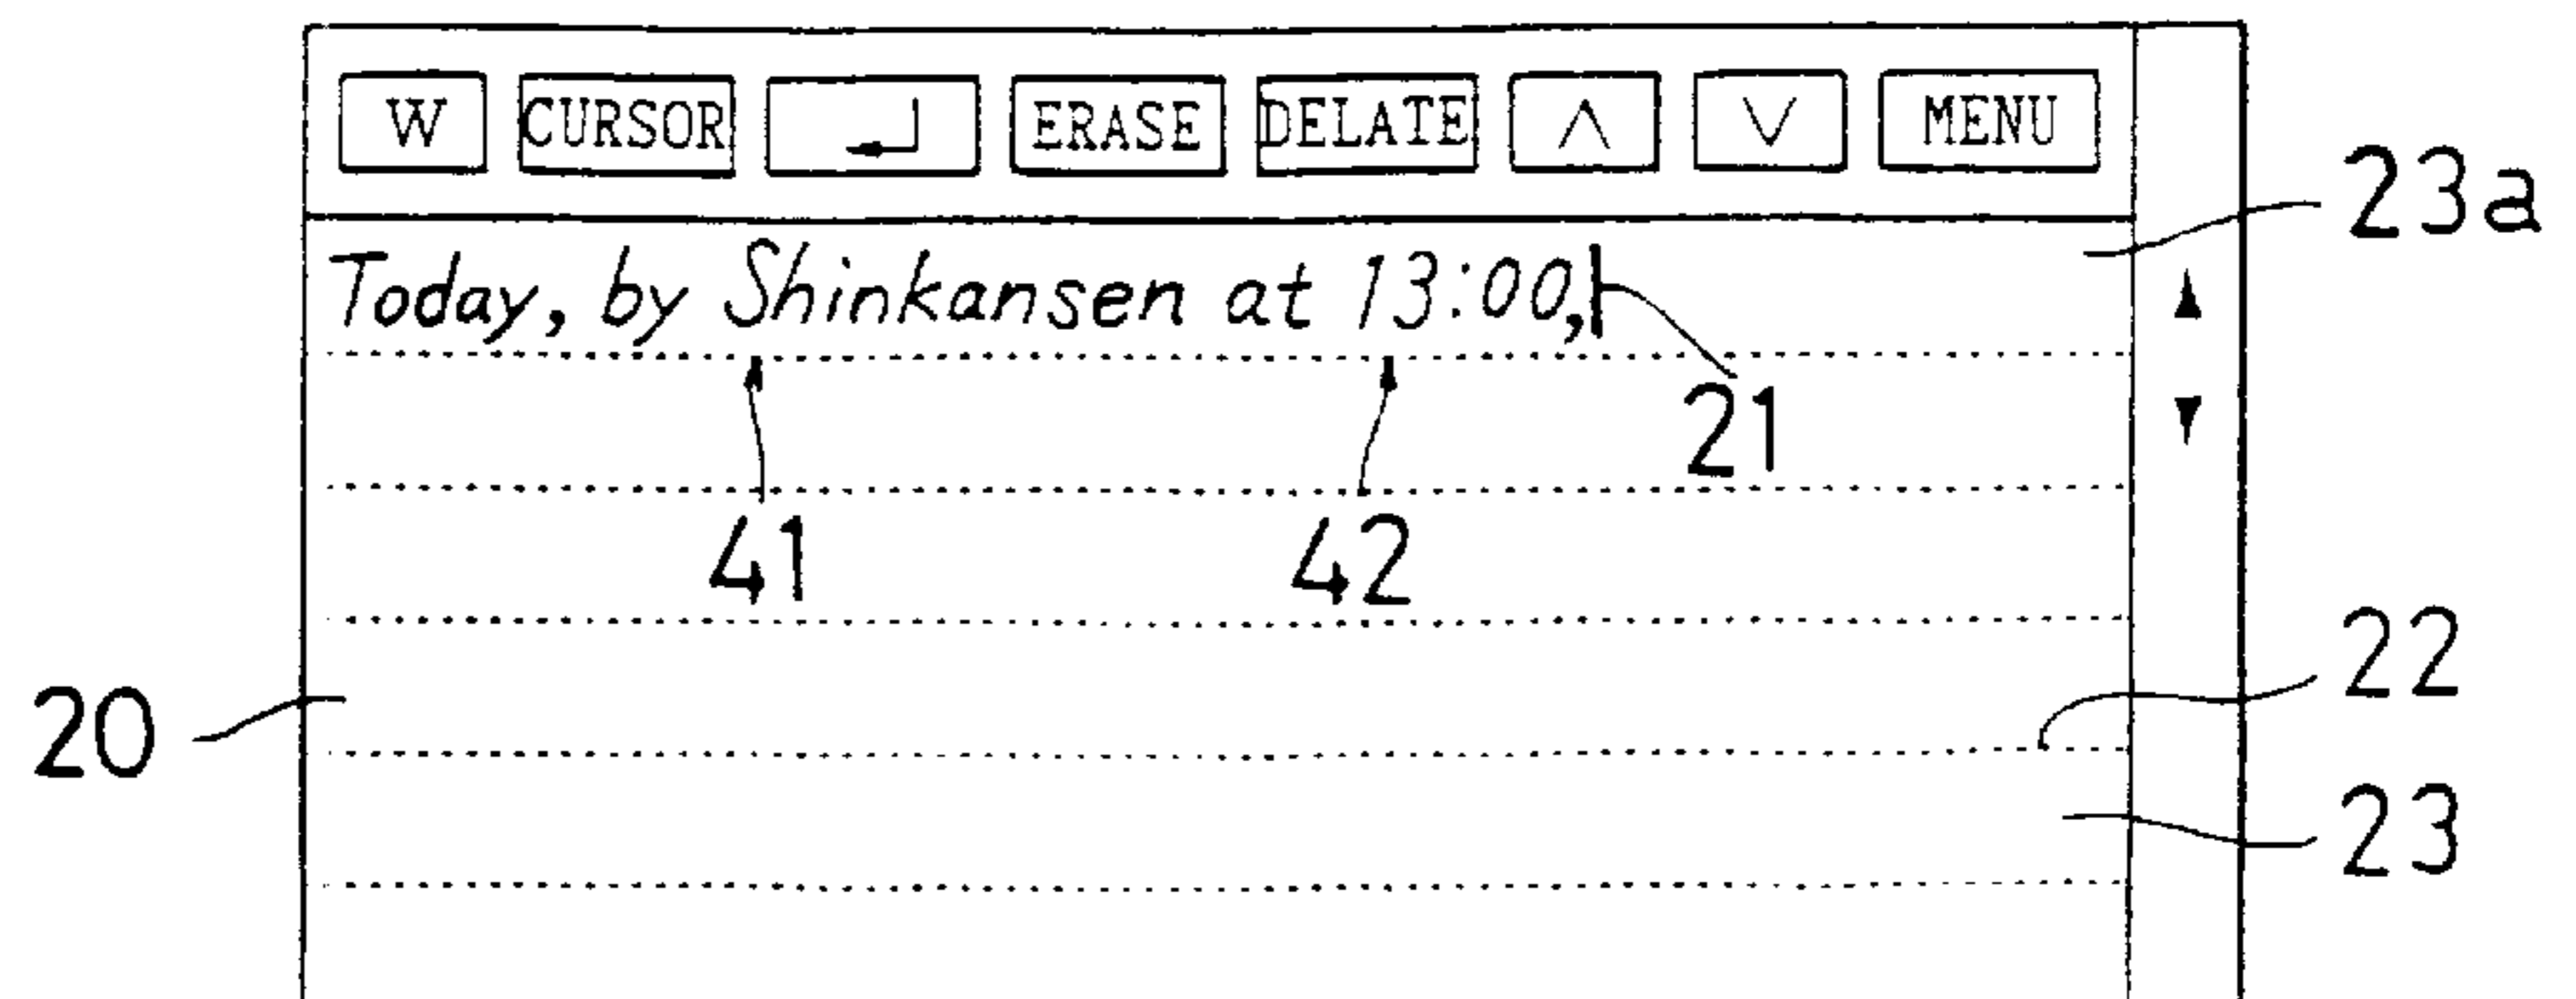 W CURSOR ERASE DELATE ∧ ∨ MENU
23a
Today, by Shinkansen at 13:00,
21
41 42
22
20
23